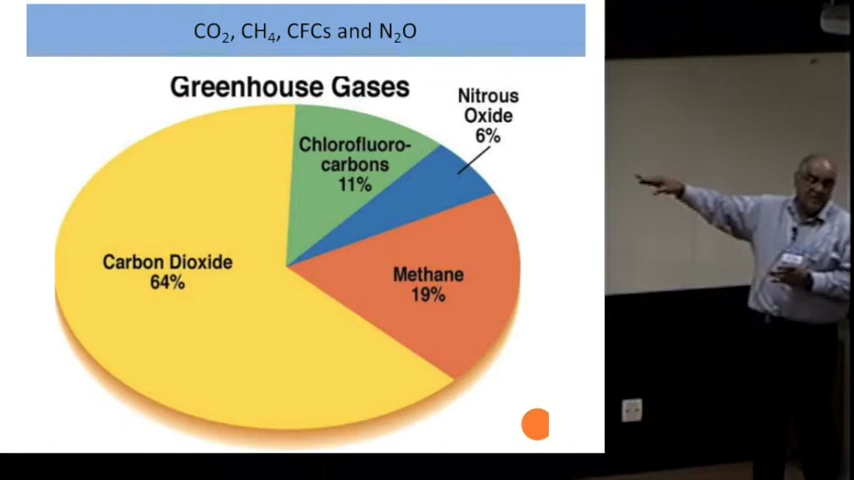 CO₂, CH₄, CFCs and N₂O
Greenhouse Gases
Nitrous
Oxide
6%
Chlorofluoro-
carbons
11%
Carbon Dioxide
64%
Methane
19%